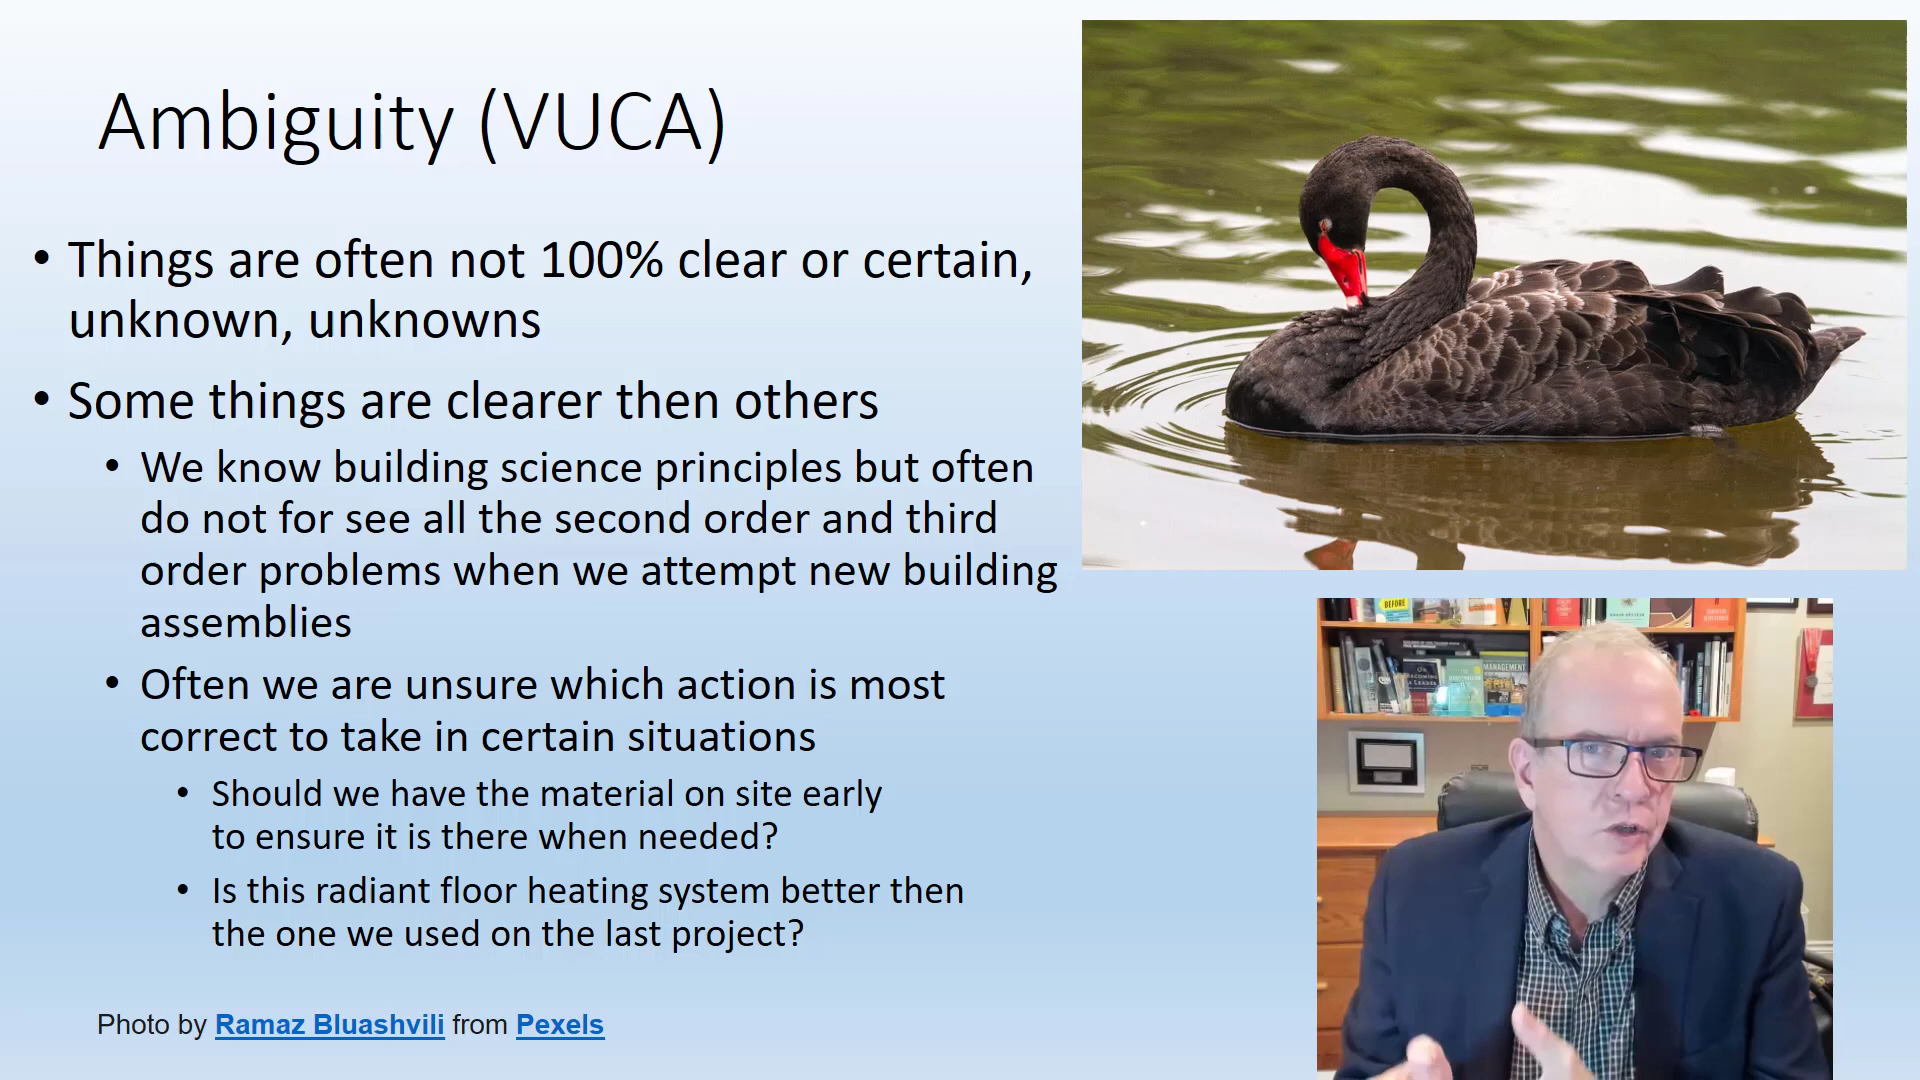 Ambiguity (VUCA)
• Things are often not 100% clear or certain,
unknown, unknowns
• Some things are clearer then others
• We know building science principles but often
do not for see all the second order and third
order problems when we attempt new building
assemblies
• Often we are unsure which action is most
correct to take in certain situations
• Should we have the material on site early
to ensure it is there when needed?
• Is this radiant floor heating system better then
the one we used on the last project?
Photo by Ramaz Bluashvili from Pexels
BEFORE
MANAGEMENT